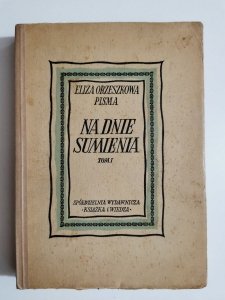 ELIZA ORZESZKOWA
PISMA
NA DNIE
SUMIENIA
TOM I
SPÓŁDZIELNIA WYDAWNICZA
"KSIĄŻKA I WIEDZA"